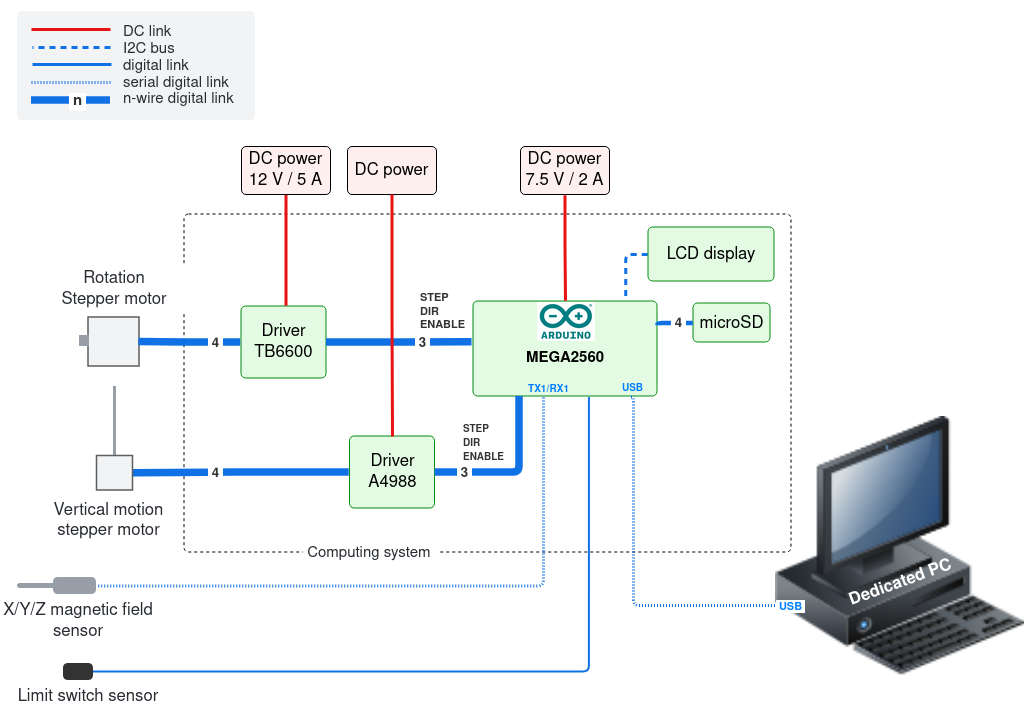 DC link
I2C bus
digital link
serial digital link
n
n-wire digital link
DC power
12 V / 5 A
DC power
DC power
7.5 V / 2 A
LCD display
Rotation
Stepper motor
STEP
DIR
ENABLE
ARDUINO
MEGA2560
4
microSD
Driver
TB6600
4
3
TX1/RX1
USB
STEP
DIR
ENABLE
Driver
A4988
4
3
Vertical motion
stepper motor
Computing system
Dedicated PC
USB
X/Y/Z magnetic field
sensor
Limit switch sensor